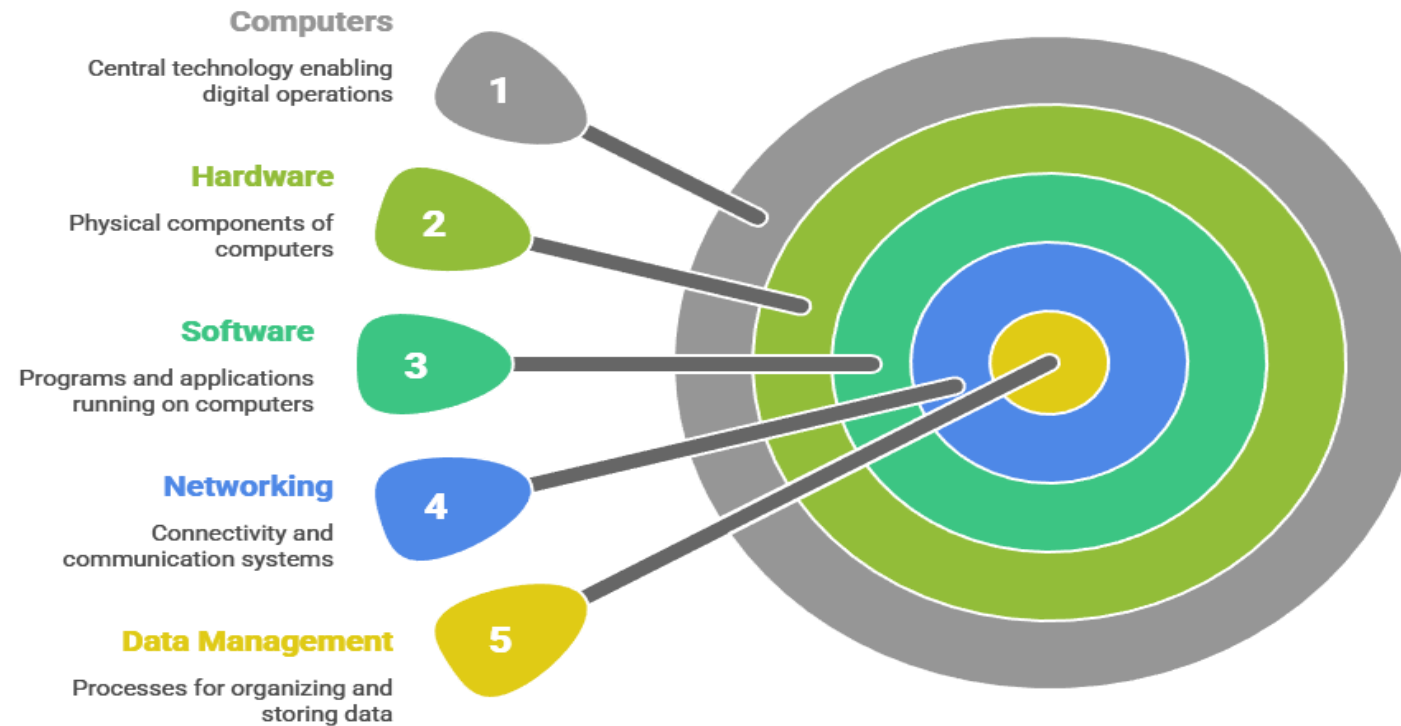 Computers
Central technology enabling
digital operations
1
Hardware
Physical components of
computers
2
Software
Programs and applications
running on computers
3
Networking
Connectivity and
communication systems
4
Data Management
Processes for organizing and
storing data
5